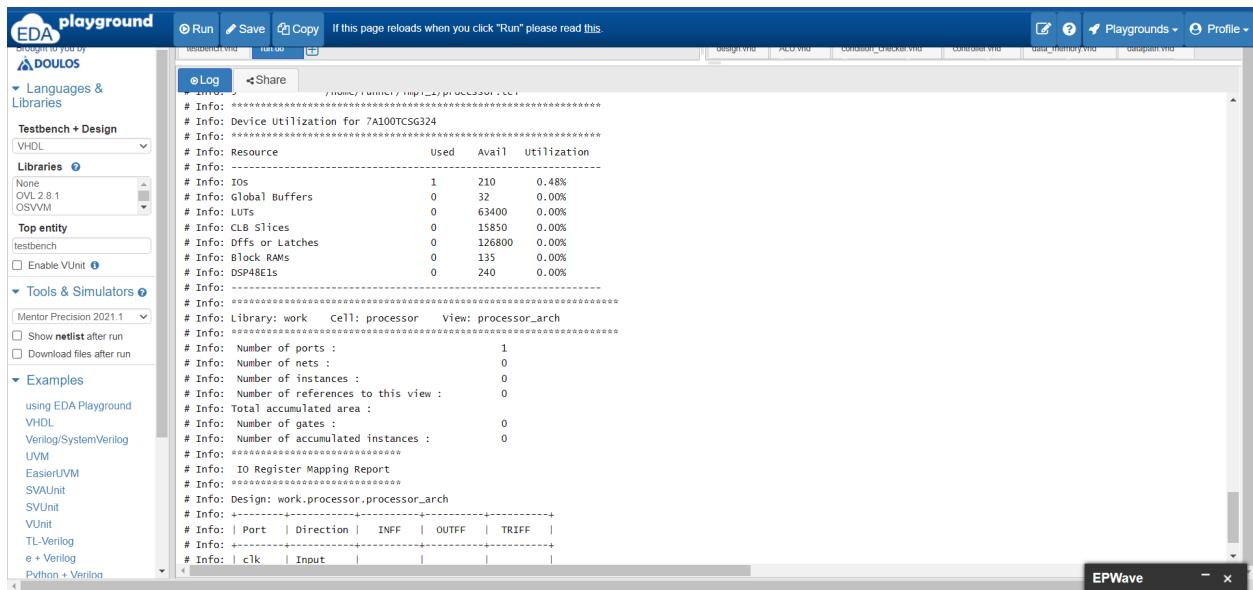 EDA playground
Run Save Copy If this page reloads when you click "Run" please read this.
Playgrounds Profile
Brought to you by
DOULOS
Languages & Libraries
Testbench + Design
VHDL
Libraries
None
OVL 2.8.1
OSVVM
Top entity
testbench
Enable VUnit
Tools & Simulators
Mentor Precision 2021.1
Show netlist after run
Download files after run
Examples
using EDA Playground
VHDL
Verilog/SystemVerilog
UVM
EasierUVM
SVAUnit
SVUnit
VUnit
TL-Verilog
e + Verilog
Python + Verilog
testbench.vhd run.do
design.vhd ALU.vhd condition_checker.vhd controller.vhd data_memory.vhd datapath.vhd
Log Share
# Info: ***************************************************************
# Info: Device Utilization for 7A100TCSG324
# Info: ***************************************************************
# Info: Resource Used Avail Utilization
# Info: ---------------------------------------------------------------
# Info: IOs 1 210 0.48%
# Info: Global Buffers 0 32 0.00%
# Info: LUTs 0 63400 0.00%
# Info: CLB Slices 0 15850 0.00%
# Info: Dffs or Latches 0 126800 0.00%
# Info: Block RAMs 0 135 0.00%
# Info: DSP48E1s 0 240 0.00%
# Info: ---------------------------------------------------------------
# Info: ******************************************************************
# Info: Library: work Cell: processor View: processor_arch
# Info: ******************************************************************
# Info: Number of ports : 1
# Info: Number of nets : 0
# Info: Number of instances : 0
# Info: Number of references to this view : 0
# Info: Total accumulated area :
# Info: Number of gates : 0
# Info: Number of accumulated instances : 0
# Info: *****************************
# Info: IO Register Mapping Report
# Info: *****************************
# Info: Design: work.processor.processor_arch
# Info: +--------+-----------+----------+----------+----------+
# Info: | Port | Direction | INFF | OUTFF | TRIFF |
# Info: +--------+-----------+----------+----------+----------+
# Info: | clk | Input | | | |
EPWave